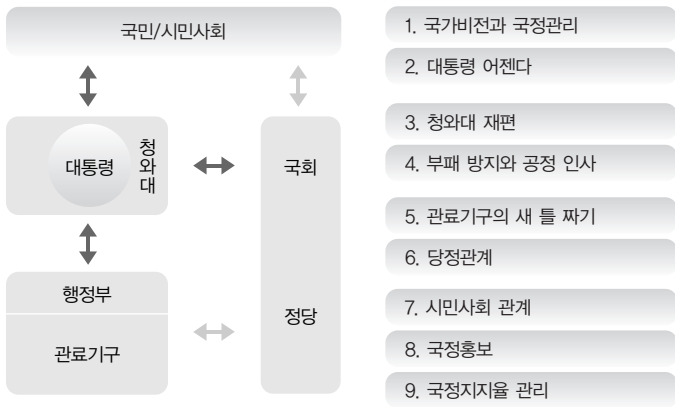 국민/시민사회
대통령
청와대
국회
행정부
관료기구
정당
1. 국가비전과 국정관리
2. 대통령 어젠다
3. 청와대 재편
4. 부패 방지와 공정 인사
5. 관료기구의 새 틀 짜기
6. 당정관계
7. 시민사회 관계
8. 국정홍보
9. 국정지지율 관리